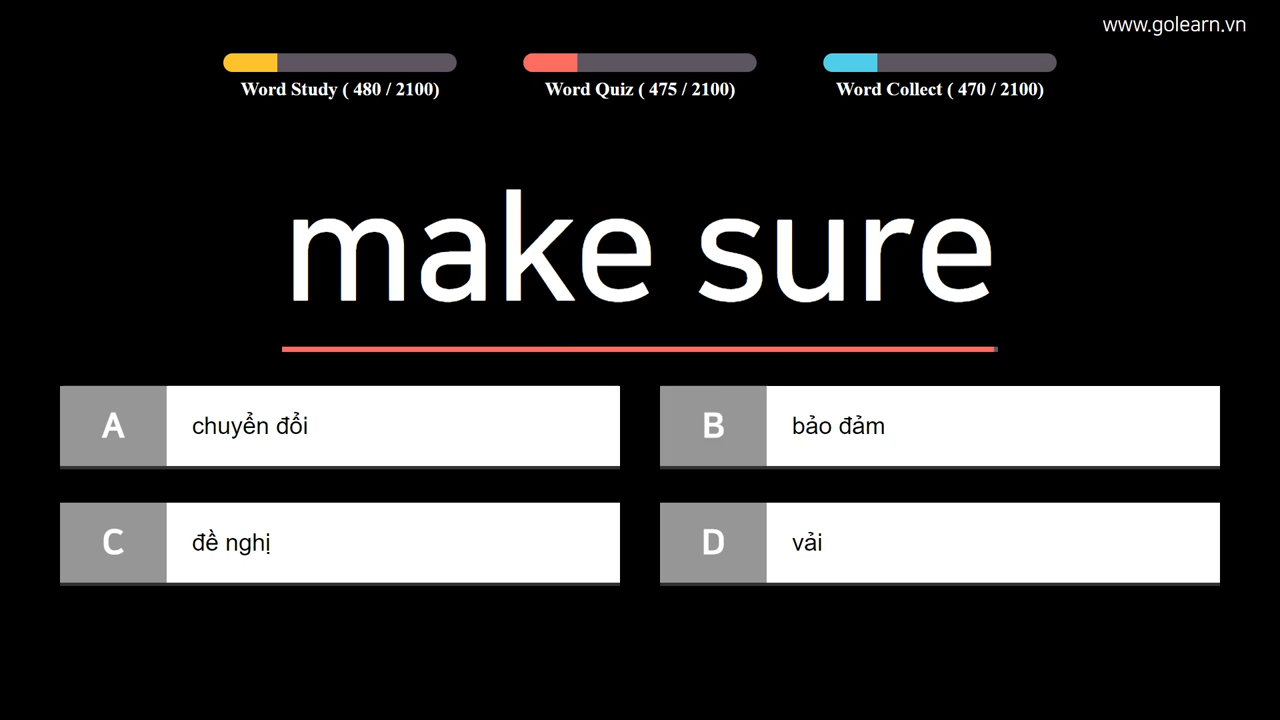 www.golearn.vn
Word Study ( 480 / 2100)
Word Quiz ( 475 / 2100)
Word Collect ( 470 / 2100)
make sure
A chuyển đổi
B bảo đảm
C đề nghị
D vải